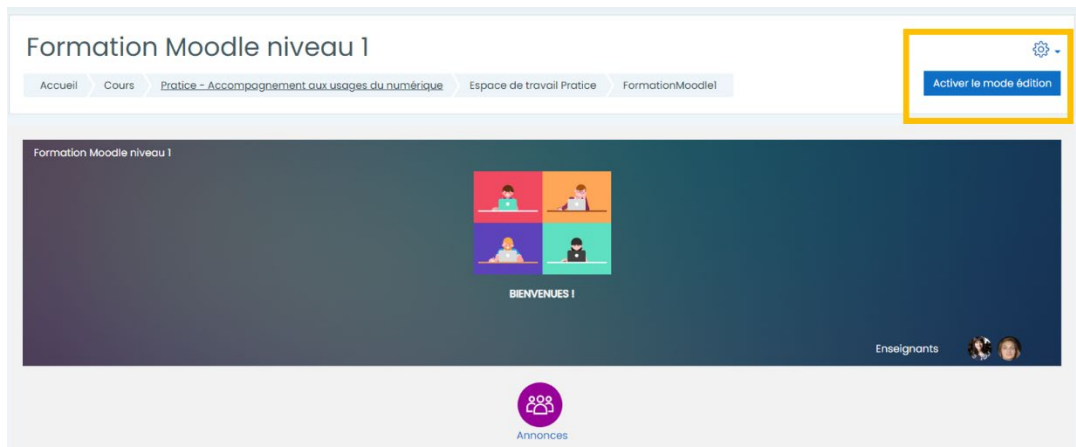 Formation Moodle niveau 1
Accueil Cours Pratice - Accompagnement aux usages du numérique Espace de travail Pratice FormationMoodle1
Activer le mode édition
Formation Moodle niveau 1
BIENVENUES !
Enseignants
Annonces